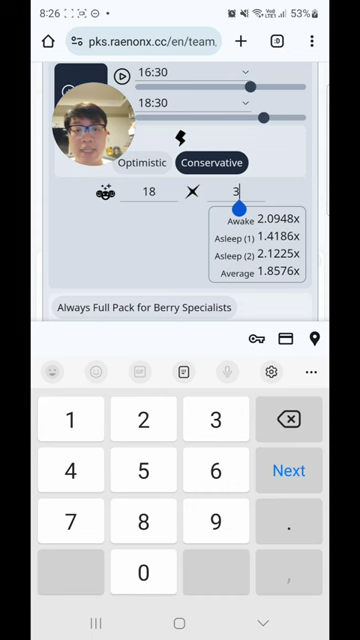 8:26
53%
pks.raenonx.cc/en/team.
:D
16:30
18:30
Optimistic
Conservative
18
3
Awake 2.0948x
Asleep (1) 1.4186x
Asleep (2) 2.1225x
Average 1.8576x
Always Full Pack for Berry Specialists
GIF
1
2
3
4
5
6
Next
7
8
9
.
0
,